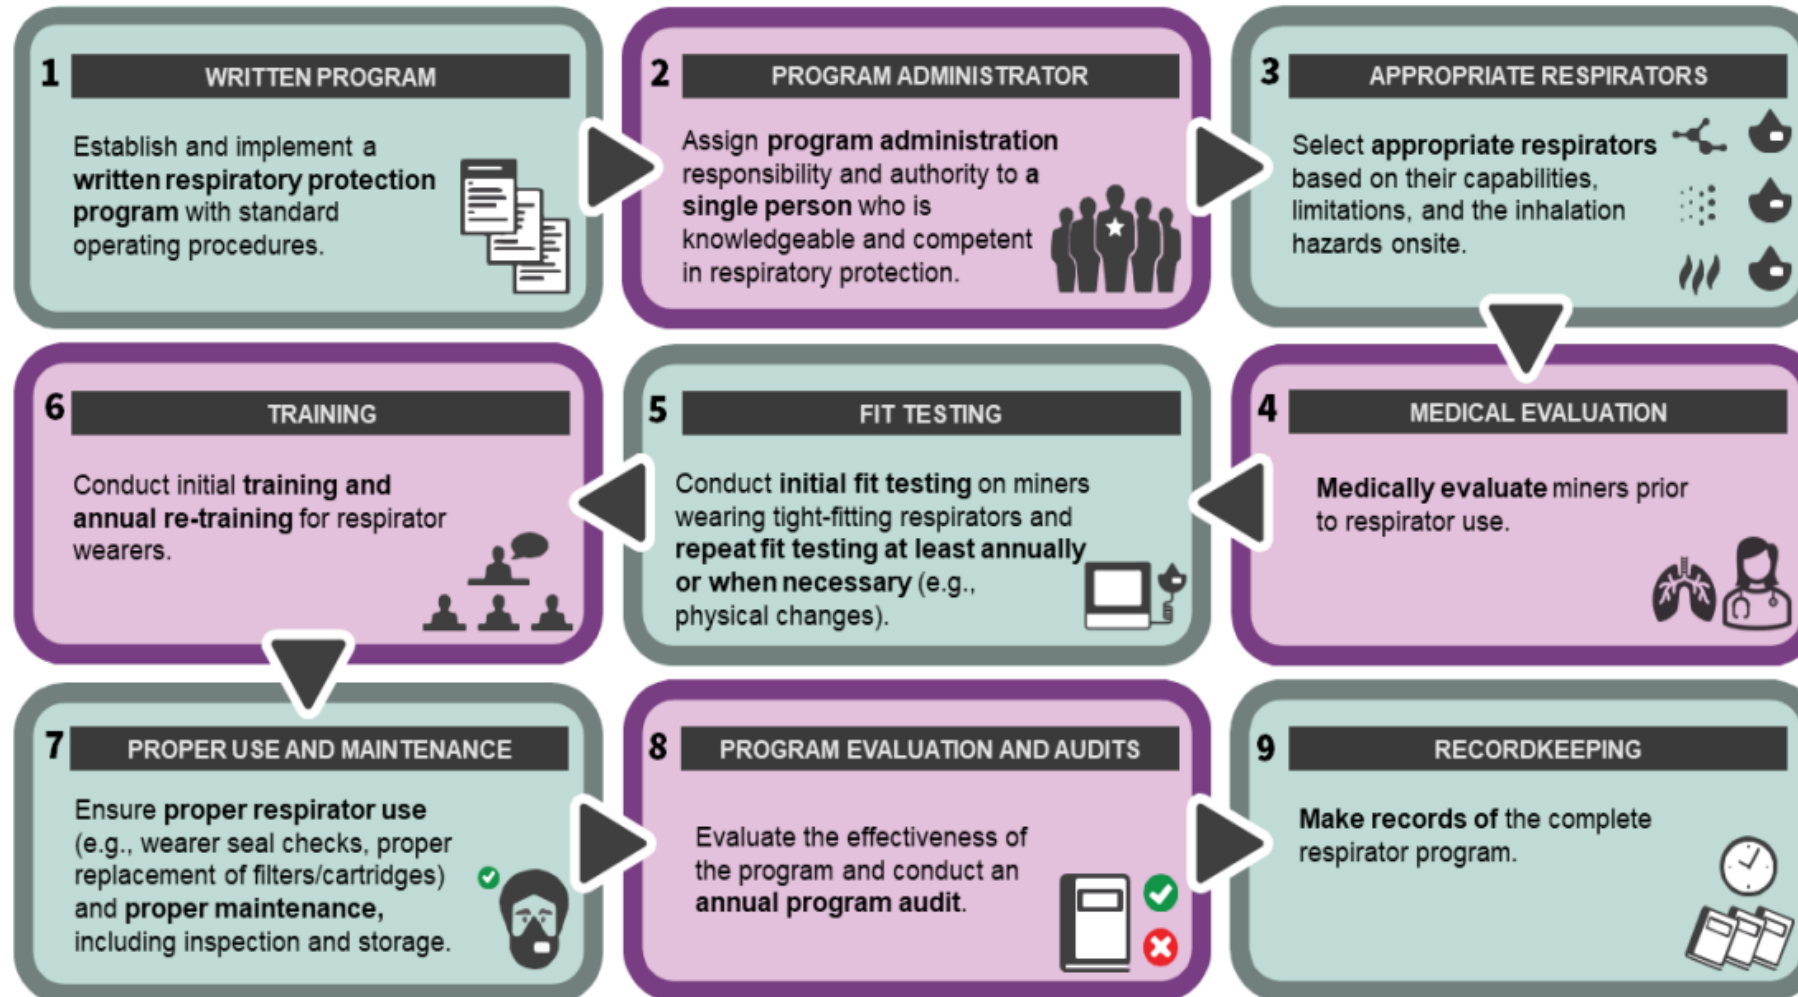 1
WRITTEN PROGRAM
Establish and implement a
written respiratory protection
program with standard
operating procedures.
2
PROGRAM ADMINISTRATOR
Assign program administration
responsibility and authority to a
single person who is
knowledgeable and competent
in respiratory protection.
3
APPROPRIATE RESPIRATORS
Select appropriate respirators
based on their capabilities,
limitations, and the inhalation
hazards onsite.
4
MEDICAL EVALUATION
Medically evaluate miners prior
to respirator use.
5
FIT TESTING
Conduct initial fit testing on miners
wearing tight-fitting respirators and
repeat fit testing at least annually
or when necessary (e.g.,
physical changes).
6
TRAINING
Conduct initial training and
annual re-training for respirator
wearers.
7
PROPER USE AND MAINTENANCE
Ensure proper respirator use
(e.g., wearer seal checks, proper
replacement of filters/cartridges)
and proper maintenance,
including inspection and storage.
8
PROGRAM EVALUATION AND AUDITS
Evaluate the effectiveness of
the program and conduct an
annual program audit.
9
RECORDKEEPING
Make records of the complete
respirator program.